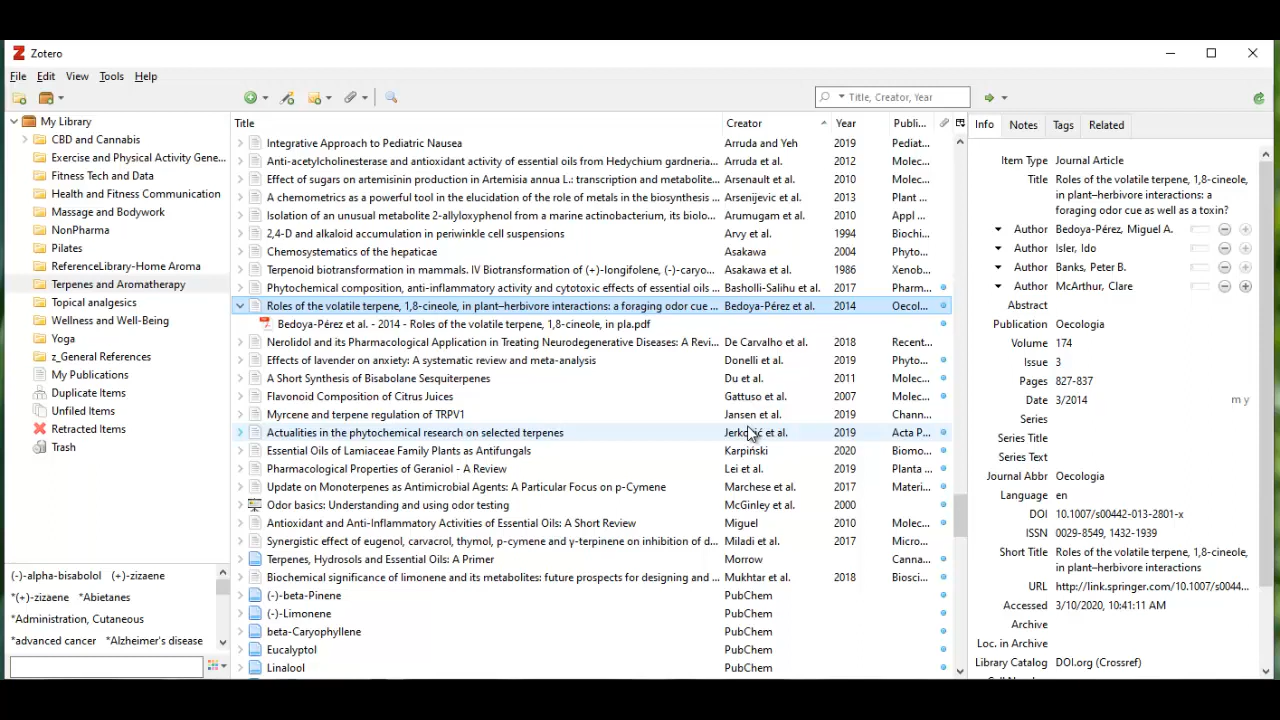 Zotero
File Edit View Tools Help
Title, Creator, Year
My Library
CBD and Cannabis
Exercise and Physical Activity Gene...
Fitness Tech and Data
Health and Fitness Communication
Massage and Bodywork
NonPharma
Pilates
ReferenceLibrary-Home Aroma
Terpenes and Aromatherapy
Topical analgesics
Wellness and Well-Being
Yoga
z_General References
My Publications
Duplicate Items
Unfiled Items
Retracted Items
Trash
(-)-alpha-bisabolol (+)-zizaene
*(+)-zizaene *Abietanes
*Administration, Cutaneous
*advanced cancer *Alzheimer's disease
Title Creator Year Publi...
Integrative Approach to Pediatric Nausea Arruda and Yeh 2019 Pediat...
Anti-acetylcholinesterase and antioxidant activity of essential oils from Hedychium gardneria... Arruda et al. 2012 Molec...
Effect of sugars on artemisinin production in Artemisia annua L.: transcription and metabolite... Arsenault et al. 2010 Molec...
A chemometrics as a powerful tool in the elucidation of the role of metals in the biosynthesis ... Arsenijevic et al. 2013 Plant ...
Isolation of an unusual metabolite 2-allyloxyphenol from a marine actinobacterium, its biolo... Arumugam et al. 2010 Appl ...
2,4-D and alkaloid accumulation in periwinkle cell suspensions Arvy et al. 1994 Biochi...
Chemosystematics of the hepaticae Asakawa 2004 Phyto...
Terpenoid biotransformation in mammals. IV Biotransformation of (+)-longifolene, (-)-caryo... Asakawa et al. 1986 Xenob...
Phytochemical composition, anti-inflammatory activity and cytotoxic effects of essential oils ... Basholli-Salihu et al. 2017 Pharm...
Roles of the volatile terpene, 1,8-cineole, in plant–herbivore interactions: a foraging odor cue ... Bedoya-Pérez et al. 2014 Oecol...
Bedoya-Pérez et al. - 2014 - Roles of the volatile terpene, 1,8-cineole, in pla.pdf
Nerolidol and its Pharmacological Application in Treating Neurodegenerative Diseases: A Revi... De Carvalho et al. 2018 Recent...
Effects of lavender on anxiety: A systematic review and meta-analysis Donelli et al. 2019 Phyto...
A Short Synthesis of Bisabolane Sesquiterpenes Du et al. 2011 Molec...
Flavonoid Composition of Citrus Juices Gattuso et al. 2007 Molec...
Myrcene and terpene regulation of TRPV1 Jansen et al. 2019 Chann...
Actualities in the phytochemical research on selected terpenes Jerković et al. 2019 Acta P...
Essential Oils of Lamiaceae Family Plants as Antifungals Karpiński 2020 Biomo...
Pharmacological Properties of Geraniol - A Review Lei et al. 2019 Planta ...
Update on Monoterpenes as Antimicrobial Agents: A Particular Focus on p-Cymene Marchese et al. 2017 Materi...
Odor basics: Understanding and using odor testing McGinley et al. 2000
Antioxidant and Anti-Inflammatory Activities of Essential Oils: A Short Review Miguel 2010 Molec...
Synergistic effect of eugenol, carvacrol, thymol, p-cymene and γ-terpinene on inhibition of d... Miladi et al. 2017 Micro...
Terpenes, Hydrosols and Essential Oils: A Primer Morrow Canna...
Biochemical significance of limonene and its metabolites: future prospects for designing and ... Mukhtar et al. 2018 Biosci...
(-)-beta-Pinene PubChem
(-)-Limonene PubChem
beta-Caryophyllene PubChem
Eucalyptol PubChem
Linalool PubChem
Info Notes Tags Related
Item Type Journal Article
Title Roles of the volatile terpene, 1,8-cineole,
in plant–herbivore interactions: a
foraging odor cue as well as a toxin?
Author Bedoya-Pérez, Miguel A.
Author Isler, Ido
Author Banks, Peter B.
Author McArthur, Clare
Abstract
Publication Oecologia
Volume 174
Issue 3
Pages 827-837
Date 3/2014 m y
Series
Series Title
Series Text
Journal Abbr Oecologia
Language en
DOI 10.1007/s00442-013-2801-x
ISSN 0029-8549, 1432-1939
Short Title Roles of the volatile terpene, 1,8-cineole,
in plant–herbivore interactions
URL http://link.springer.com/10.1007/s0044...
Accessed 3/10/2020, 10:41:11 AM
Archive
Loc. in Archive
Library Catalog DOI.org (Crossref)